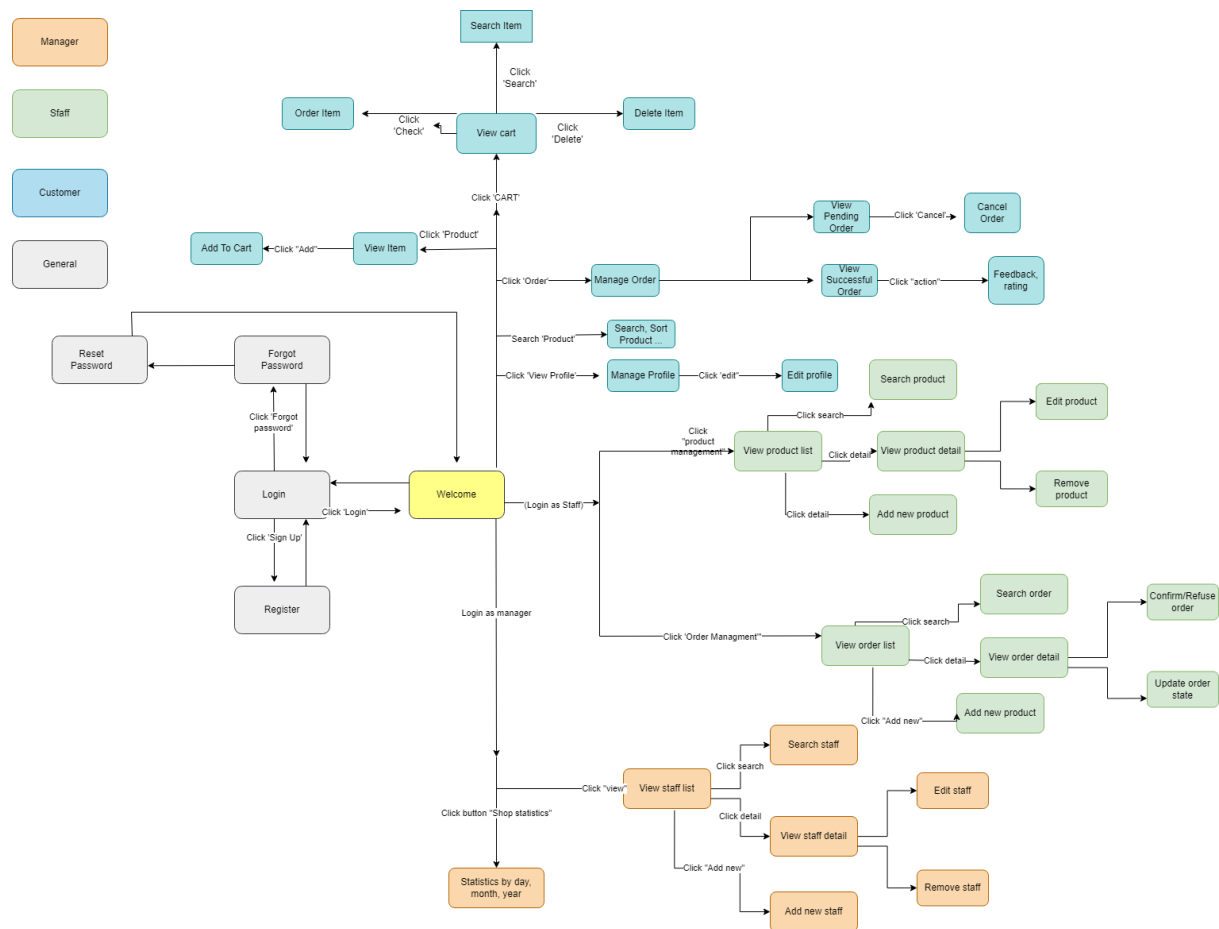 Manager
Sfaff
Customer
General
Search Item
Click
'Search'
Order Item
Click
'Check'
View cart
Click
'Delete'
Delete Item
Click 'CART'
Add To Cart
Click "Add"
View Item
Click 'Product'
View
Pending
Order
Click 'Cancel'
Cancel
Order
Click 'Order'
Manage Order
View
Successful
Order
Click "action"
Feedback,
rating
Search 'Product'
Search, Sort
Product ...
Click 'View Profile'
Manage Profile
Click 'edit"
Edit profile
Reset
Password
Forgot
Password
Click 'Forgot
password'
Login
Click 'Login'
Welcome
Click 'Sign Up'
Register
(Login as Staff)
Click
"product
management"
View product list
Click search
Search product
Click detail
View product detail
Edit product
Remove
product
Click detail
Add new product
Click 'Order Managment'"
View order list
Click search
Search order
Click detail
View order detail
Confirm/Refuse
order
Update order
state
Click "Add new"
Add new product
Login as manager
Click "view"
View staff list
Click search
Search staff
Click detail
View staff detail
Edit staff
Remove staff
Click "Add new"
Add new staff
Click button "Shop statistics"
Statistics by day,
month, year